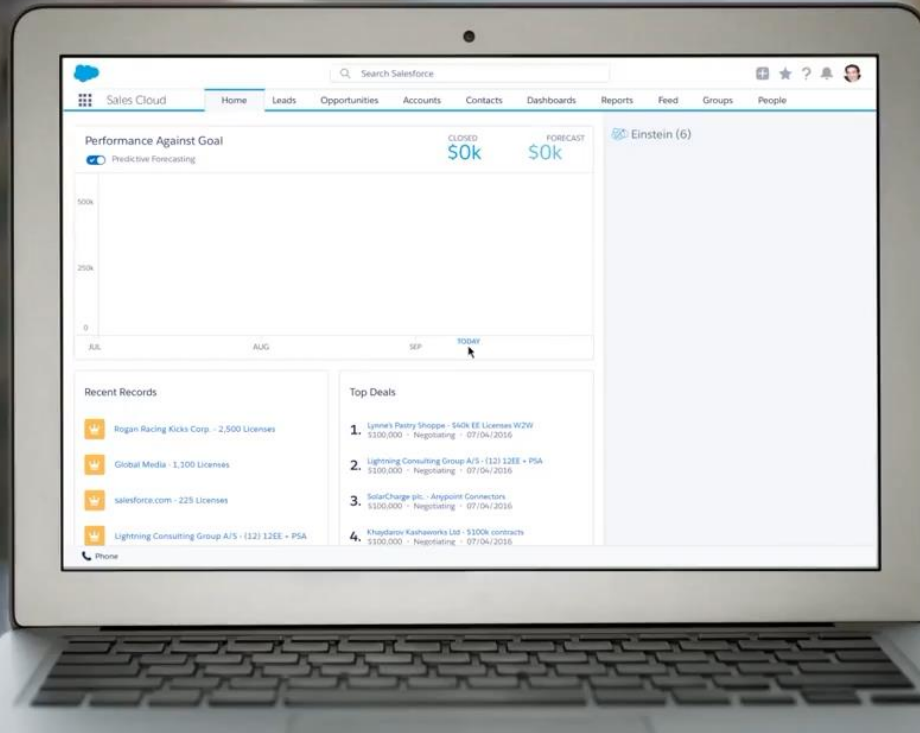 Search Salesforce
Sales Cloud
Home
Leads
Opportunities
Accounts
Contacts
Dashboards
Reports
Feed
Groups
People
Performance Against Goal
Predictive Forecasting
CLOSED
$0k
FORECAST
$0k
Einstein (6)
500k
250k
0
JUL
AUG
SEP
TODAY
Recent Records
Rogan Racing Kicks Corp. - 2,500 Licenses
Global Media - 1,100 Licenses
salesforce.com - 225 Licenses
Lightning Consulting Group A/S - (12) 12EE + PSA
Top Deals
1. Lynne's Pastry Shoppe - $40k EE Licenses W2W
$100,000 · Negotiating · 07/04/2016
2. Lightning Consulting Group A/S - (12) 12EE + PSA
$100,000 · Negotiating · 07/04/2016
3. SolarCharge plc. - Anypoint Connectors
$100,000 · Negotiating · 07/04/2016
4. Khaydarov Kashaworks Ltd - $100k contracts
$100,000 · Negotiating · 07/04/2016
Phone